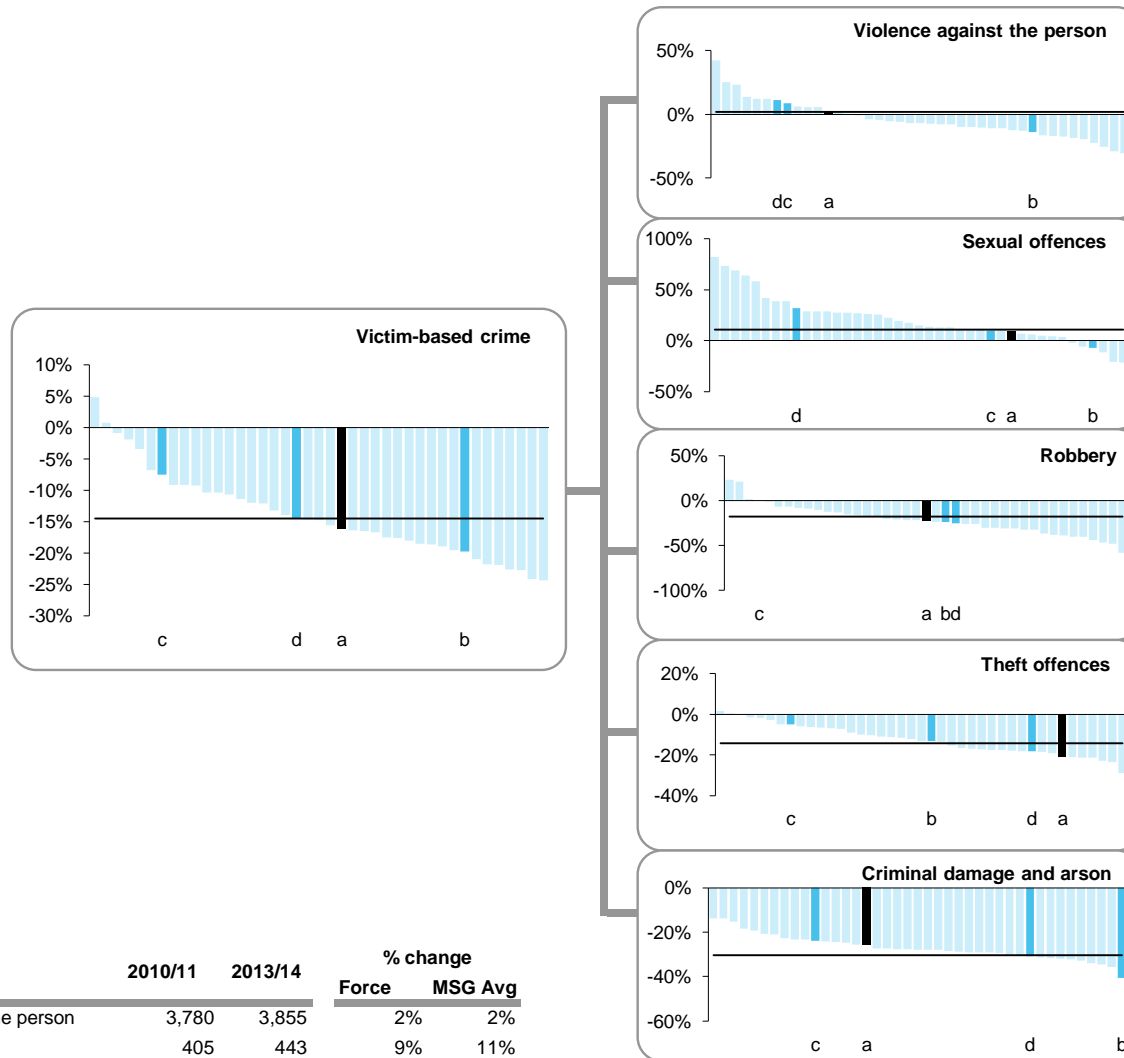 Violence against the person
50%
0%
-50%
dc a b
Sexual offences
100%
50%
0%
-50%
d c a b
Victim-based crime
10%
5%
0%
-5%
-10%
-15%
-20%
-25%
-30%
c d a b
Robbery
50%
0%
-50%
-100%
c a bd
Theft offences
20%
0%
-20%
-40%
c b d a
Criminal damage and arson
0%
-20%
-40%
-60%
c a d b
2010/11 2013/14 % change
Force MSG Avg
e person 3,780 3,855 2% 2%
405 443 9% 11%